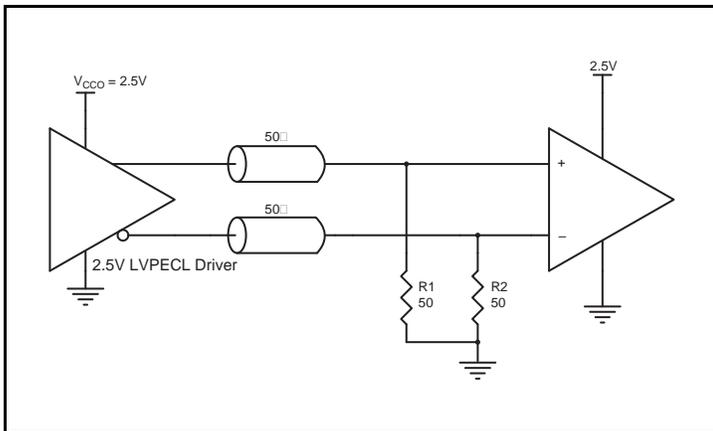 V_CCO = 2.5V
2.5V
50□
+
50□
–
2.5V LVPECL Driver
R1
50
R2
50